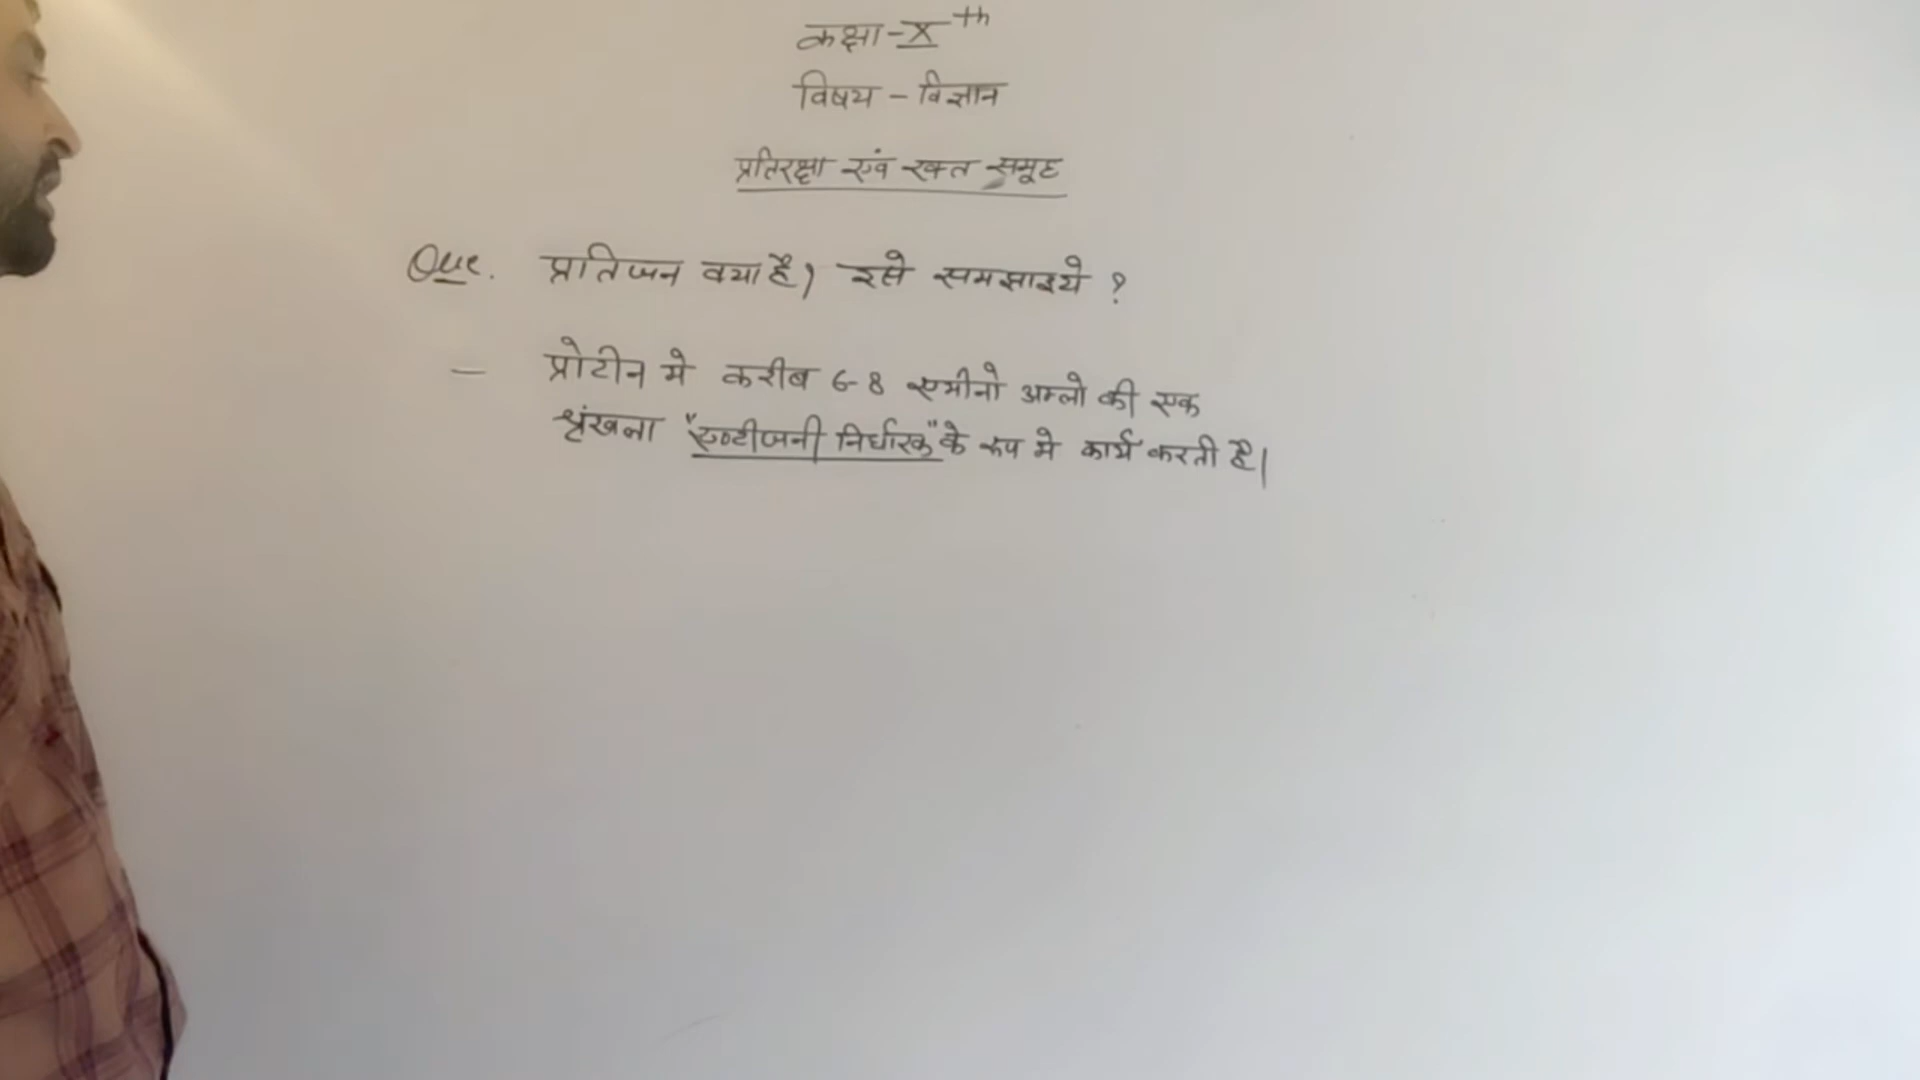 कक्षा - X th
विषय - विज्ञान
प्रतिरक्षा एवं रक्त समूह
Que. प्रतिजन क्या है, इसे समझाइये ?
- प्रोटीन मे करीब 6-8 एमीनो अम्लो की एक
श्रृंखला "एण्टीजनी निर्धारक" के रूप मे कार्य करती है।